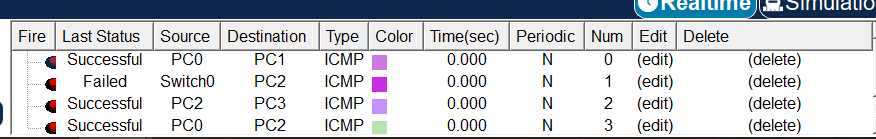 Realtime Simulatio
Fire Last Status Source Destination Type Color Time(sec) Periodic Num Edit Delete
Successful PC0 PC1 ICMP 0.000 N 0 (edit) (delete)
Failed Switch0 PC2 ICMP 0.000 N 1 (edit) (delete)
Successful PC2 PC3 ICMP 0.000 N 2 (edit) (delete)
Successful PC0 PC2 ICMP 0.000 N 3 (edit) (delete)